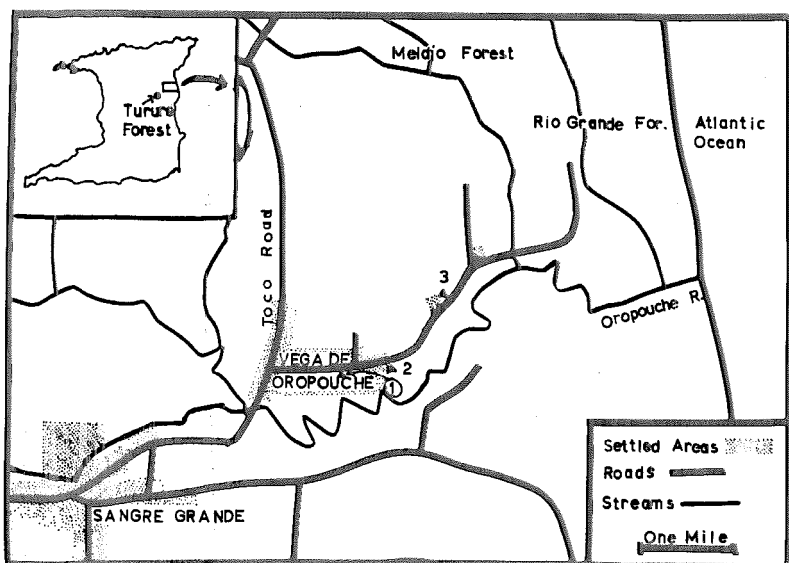 Turure
Forest
Melajo Forest
Rio Grande For.
Atlantic
Ocean
Toco Road
3
Oropouche R.
VEGA DE
OROPOUCHE
2
1
SANGRE GRANDE
Settled Areas
Roads
Streams
One Mile